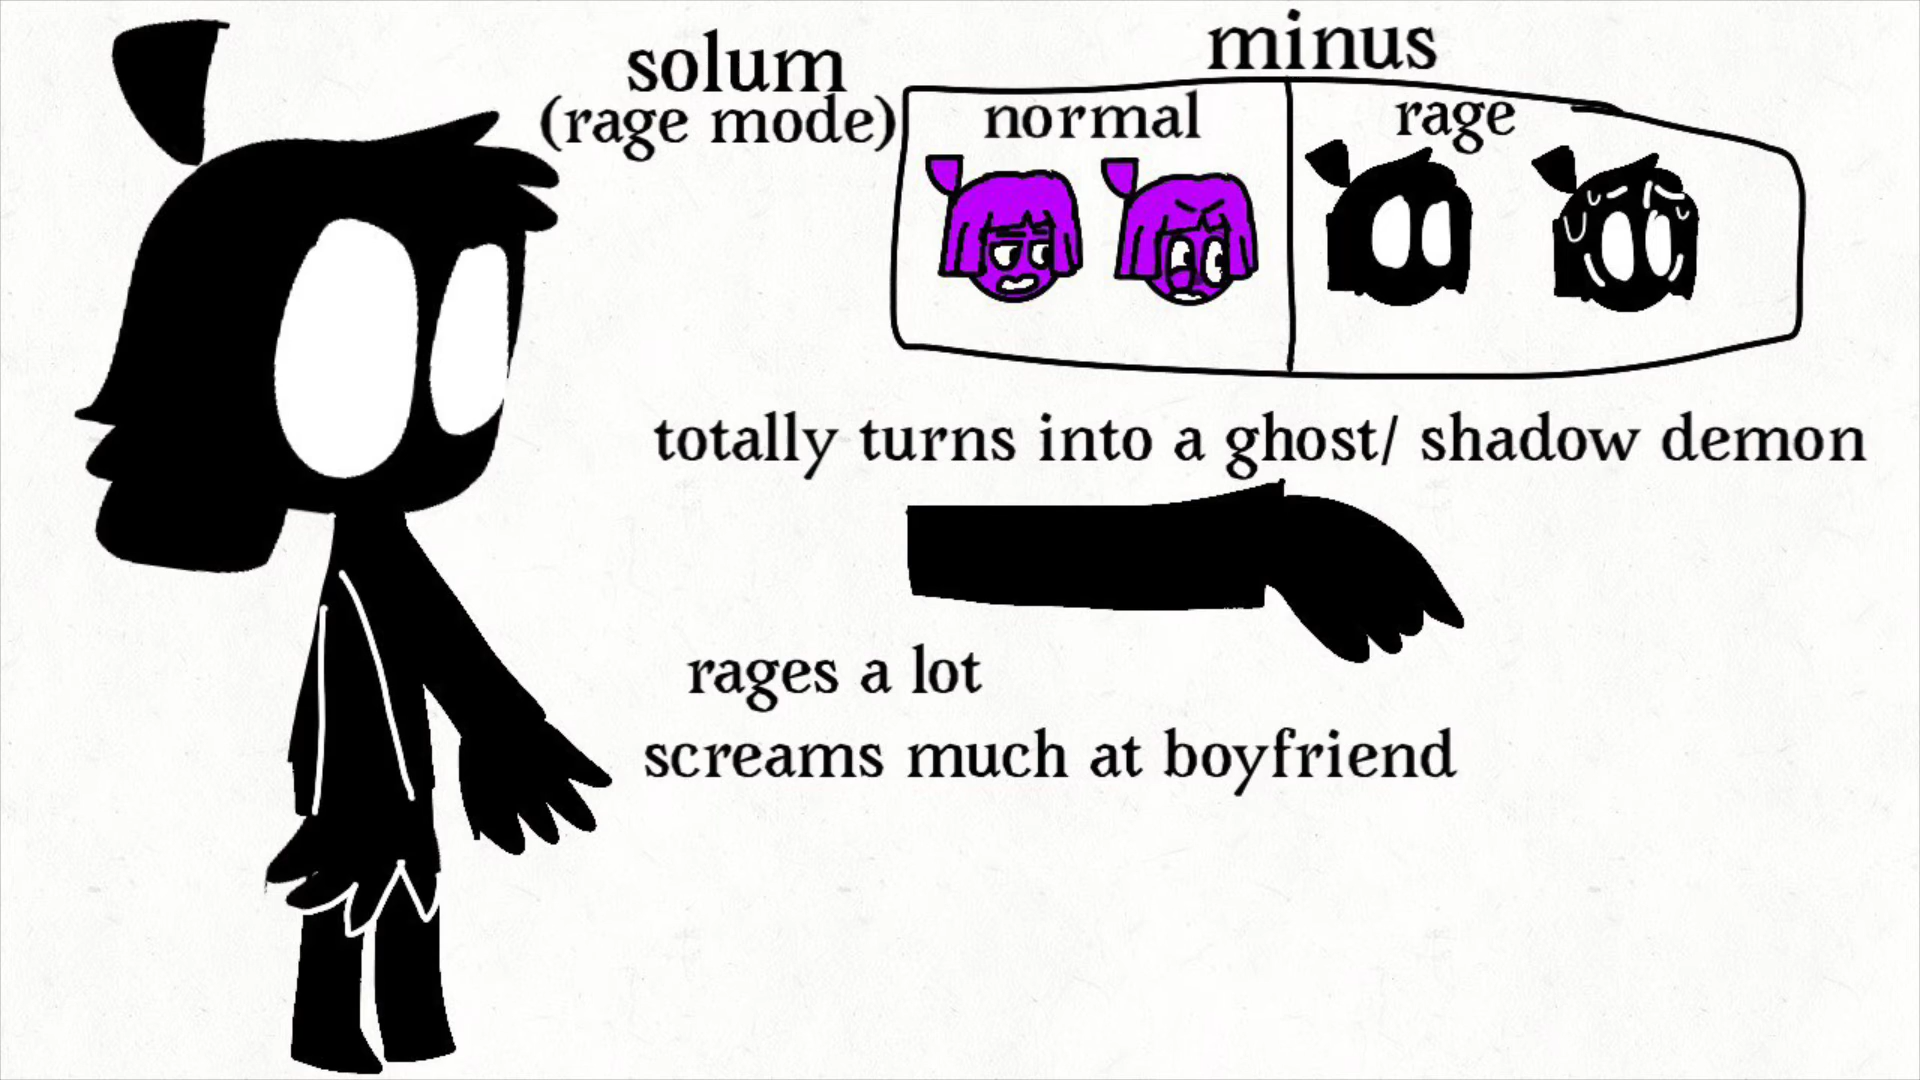 solum
(rage mode)
minus
normal
rage
totally turns into a ghost/ shadow demon
rages a lot
screams much at boyfriend